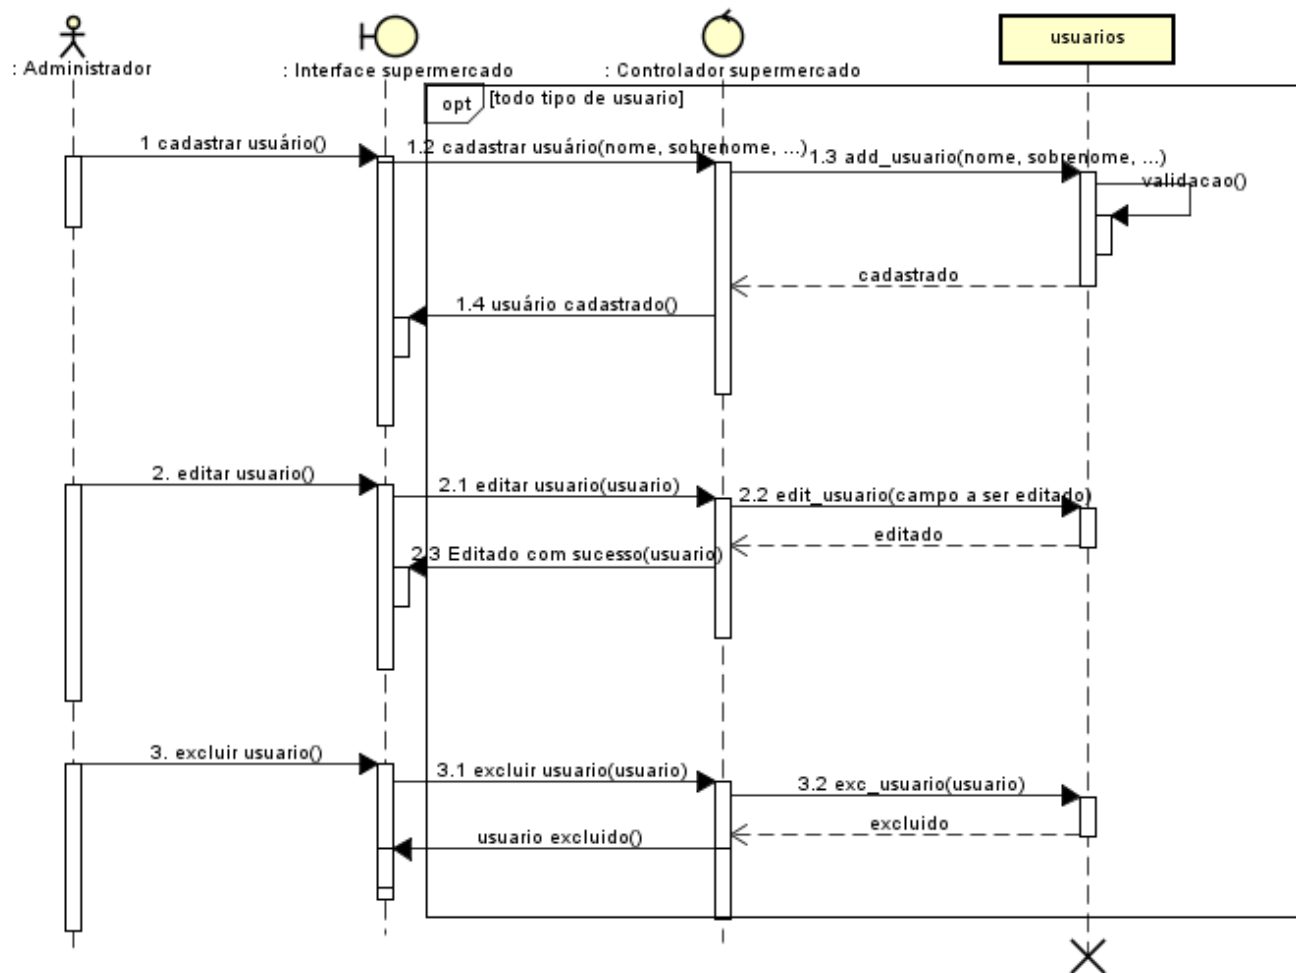 usuarios
: Administrador
: Interface supermercado
: Controlador supermercado
opt
[todo tipo de usuario]
1 cadastrar usuário()
1.2 cadastrar usuário(nome, sobrenome, ...)
1.3 add_usuario(nome, sobrenome, ...)
validacao()
cadastrado
1.4 usuário cadastrado()
2. editar usuario()
2.1 editar usuario(usuario)
2.2 edit_usuario(campo a ser editado)
editado
2.3 Editado com sucesso(usuario)
3. excluir usuario()
3.1 excluir usuario(usuario)
3.2 exc_usuario(usuario)
excluido
usuario excluido()